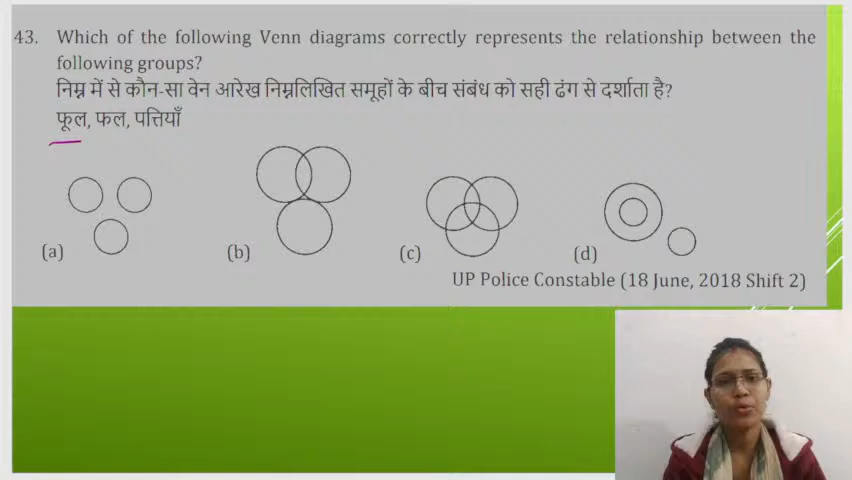 43. Which of the following Venn diagrams correctly represents the relationship between the
following groups?
निम्न में से कौन-सा वेन आरेख निम्नलिखित समूहों के बीच संबंध को सही ढंग से दर्शाता है?
फूल, फल, पत्तियाँ
(a) (b) (c) (d)
UP Police Constable (18 June, 2018 Shift 2)